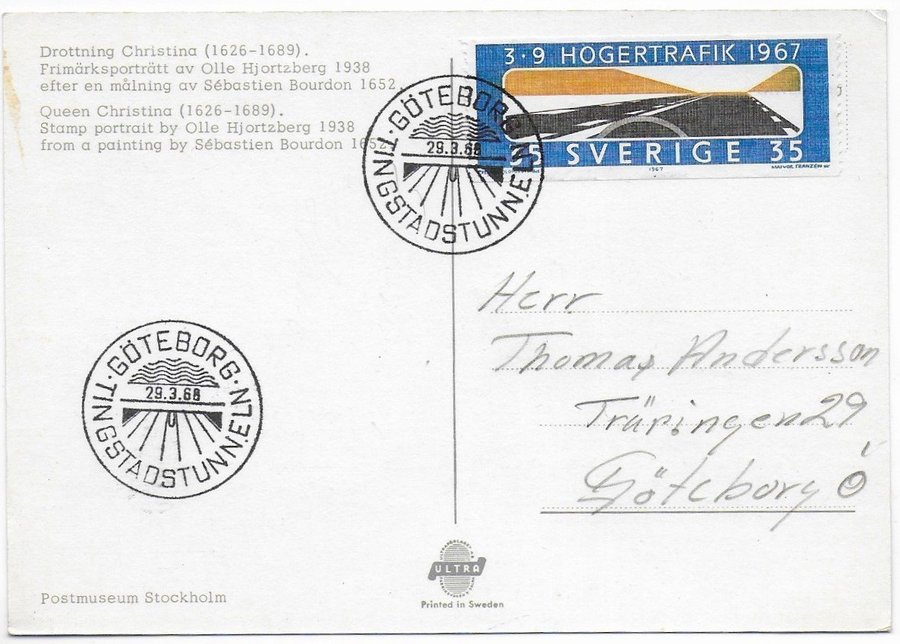 Drottning Christina (1626-1689).
Frimärksporträtt av Olle Hjortzberg 1938
efter en målning av Sébastien Bourdon 1652.
Queen Christina (1626-1689).
Stamp portrait by Olle Hjortzberg 1938
from a painting by Sébastien Bourdon 1652.
3·9 HÖGERTRAFIK 1967
35 SVERIGE 35
1967
·GÖTEBORG·
29.3.68
TINGSTADSTUNNELN
Herr
Thomas Andersson
Träringen 29
Göteborg Ö
·GÖTEBORG·
29.3.68
TINGSTADSTUNNELN
ULTRA
Printed in Sweden
Postmuseum Stockholm